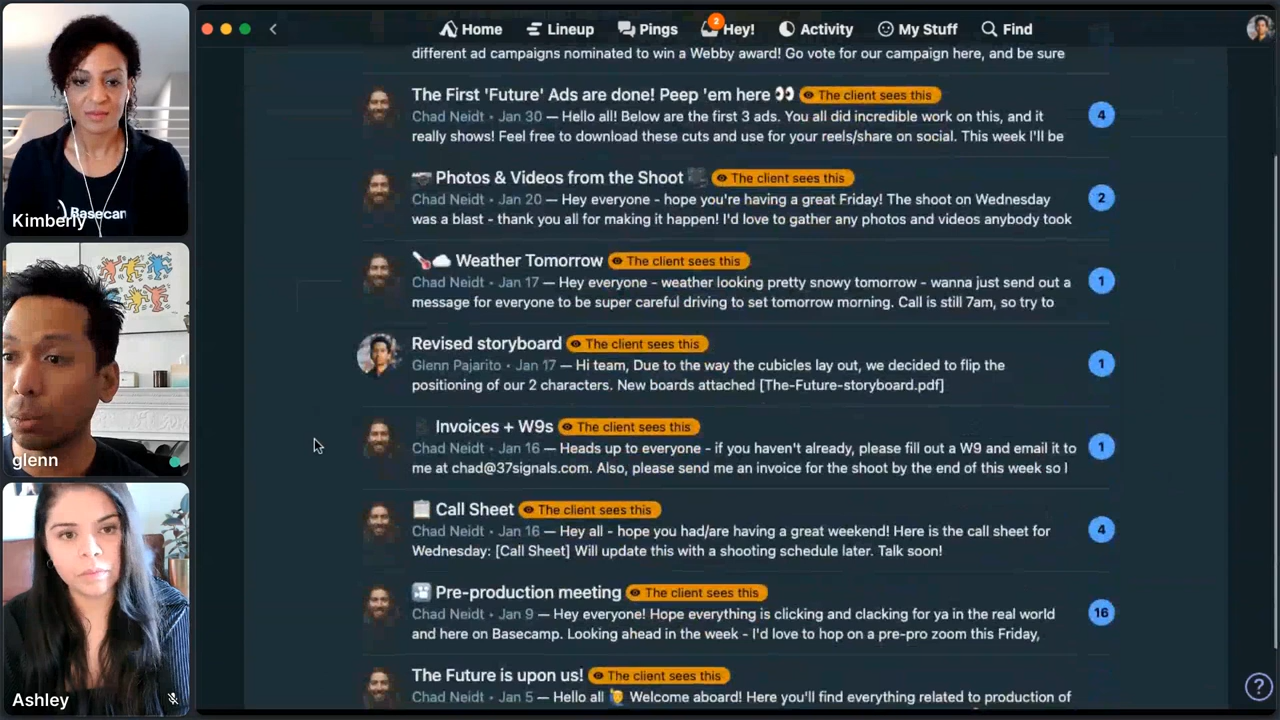 Home
Lineup
Pings
2
Hey!
Activity
My Stuff
Find
different ad campaigns nominated to win a Webby award! Go vote for our campaign here, and be sure
The First 'Future' Ads are done! Peep 'em here 👀 The client sees this
Chad Neidt • Jan 30 — Hello all! Below are the first 3 ads. You all did incredible work on this, and it
really shows! Feel free to download these cuts and use for your reels/share on social. This week I'll be
4
Photos & Videos from the Shoot The client sees this
Chad Neidt • Jan 20 — Hey everyone - hope you're having a great Friday! The shoot on Wednesday
was a blast - thank you all for making it happen! I'd love to gather any photos and videos anybody took
2
Weather Tomorrow The client sees this
Chad Neidt • Jan 17 — Hey everyone - weather looking pretty snowy tomorrow - wanna just send out a
message for everyone to be super careful driving to set tomorrow morning. Call is still 7am, so try to
1
Revised storyboard The client sees this
Glenn Pajarito • Jan 17 — Hi team, Due to the way the cubicles lay out, we decided to flip the
positioning of our 2 characters. New boards attached [The-Future-storyboard.pdf]
1
Invoices + W9s The client sees this
Chad Neidt • Jan 16 — Heads up to everyone - if you haven't already, please fill out a W9 and email it to
me at chad@37signals.com. Also, please send me an invoice for the shoot by the end of this week so I
1
Call Sheet The client sees this
Chad Neidt • Jan 16 — Hey all - hope you had/are having a great weekend! Here is the call sheet for
Wednesday: [Call Sheet] Will update this with a shooting schedule later. Talk soon!
4
Pre-production meeting The client sees this
Chad Neidt • Jan 9 — Hey everyone! Hope everything is clicking and clacking for ya in the real world
and here on Basecamp. Looking ahead in the week - I'd love to hop on a pre-pro zoom this Friday,
16
The Future is upon us! The client sees this
Chad Neidt • Jan 5 — Hello all Welcome aboard! Here you'll find everything related to production of
?
Basecam
Kimberly
glenn
Ashley